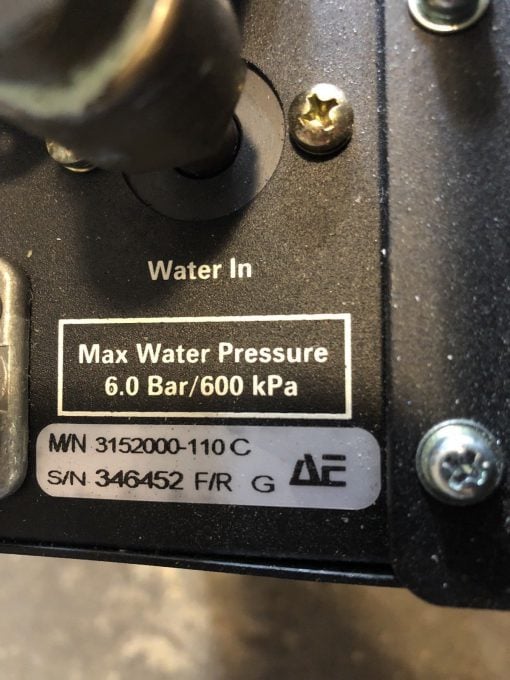 Water In
Max Water Pressure
6.0 Bar/600 kPa
M/N 3152000-110 C
S/N 346452 F/R G AE